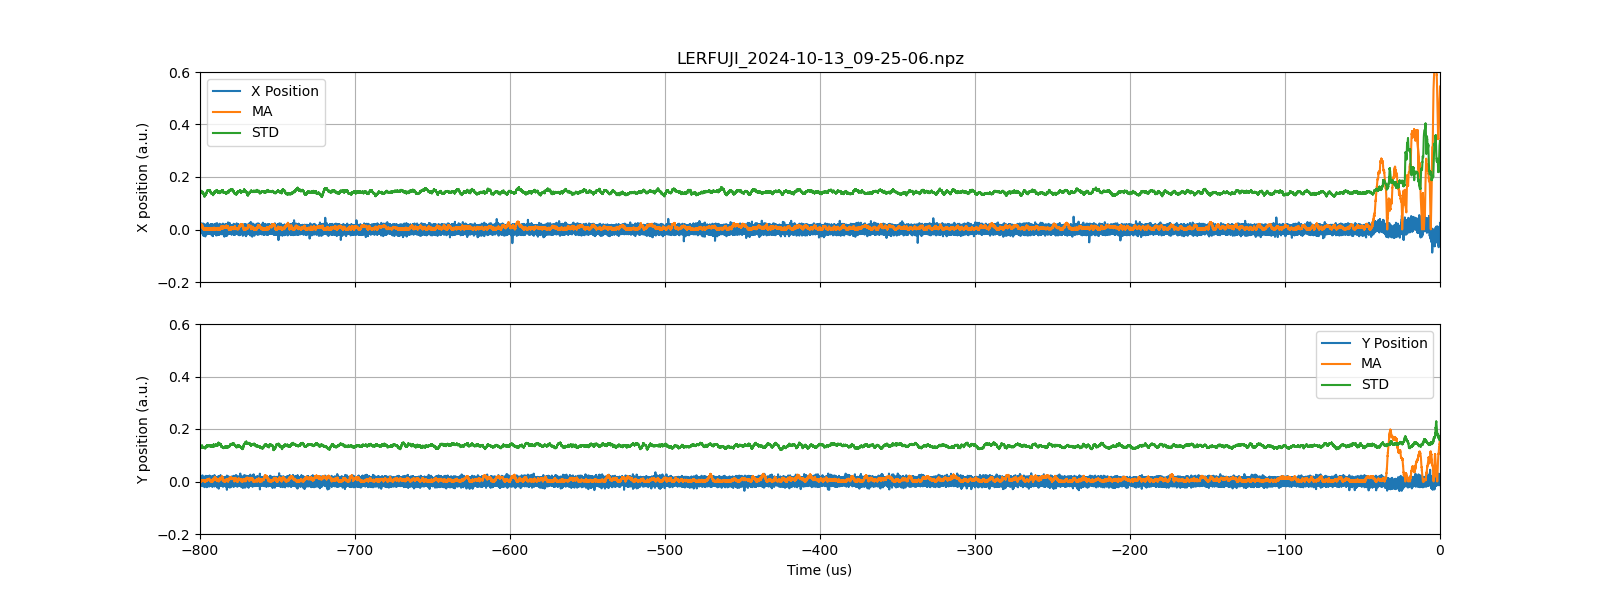 LERFUJI_2024-10-13_09-25-06.npz
X position (a.u.)
0.6
0.4
0.2
0.0
−0.2
X Position
MA
STD
Y position (a.u.)
0.6
0.4
0.2
0.0
−0.2
Y Position
MA
STD
−800 −700 −600 −500 −400 −300 −200 −100 0
Time (us)